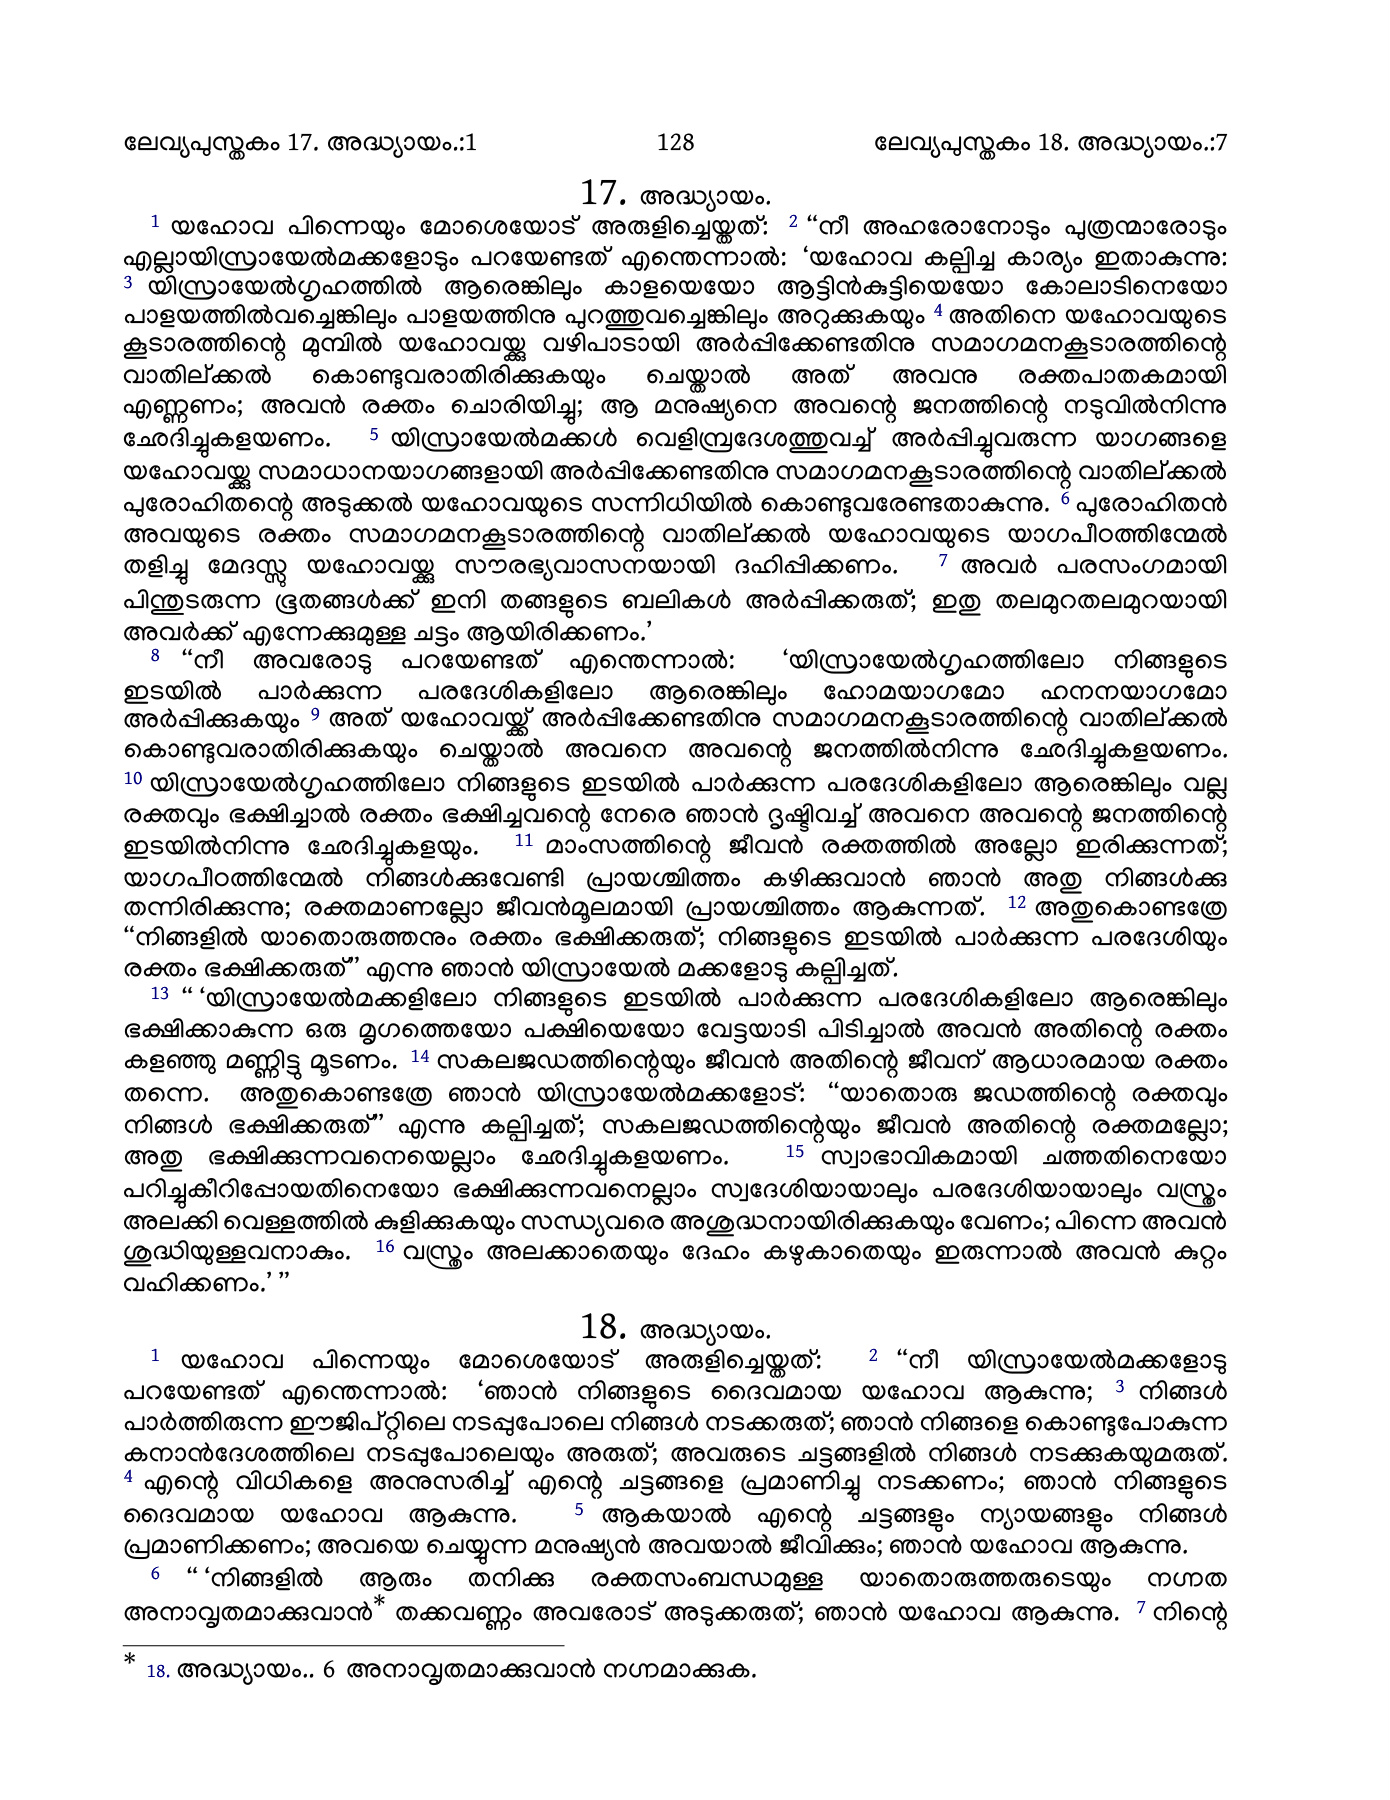 ലേവ്യപുസ്തകം 17. അദ്ധ്യായം.:1 128 ലേവ്യപുസ്തകം 18. അദ്ധ്യായം.:7
17. അദ്ധ്യായം.
1 യഹോവ പിന്നെയും മോശെയോട് അരുളിച്ചെയ്തത്: 2 “നീ അഹരോനോടും പുത്രന്മാരോടും
എല്ലായിസ്രായേൽമക്കളോടും പറയേണ്ടത് എന്തെന്നാൽ: ‘യഹോവ കല്പിച്ച കാര്യം ഇതാകുന്നു:
3 യിസ്രായേൽഗൃഹത്തിൽ ആരെങ്കിലും കാളയെയോ ആട്ടിൻകുട്ടിയെയോ കോലാടിനെയോ
പാളയത്തിൽവച്ചെങ്കിലും പാളയത്തിനു പുറത്തുവച്ചെങ്കിലും അറുക്കുകയും 4 അതിനെ യഹോവയുടെ
കൂടാരത്തിന്റെ മുമ്പിൽ യഹോവയ്ക്കു വഴിപാടായി അർപ്പിക്കേണ്ടതിനു സമാഗമനകൂടാരത്തിന്റെ
വാതില്ക്കൽ കൊണ്ടുവരാതിരിക്കുകയും ചെയ്താൽ അത് അവനു രക്തപാതകമായി
എണ്ണണം; അവൻ രക്തം ചൊരിയിച്ചു; ആ മനുഷ്യനെ അവന്റെ ജനത്തിന്റെ നടുവിൽനിന്നു
ഛേദിച്ചുകളയണം. 5 യിസ്രായേൽമക്കൾ വെളിമ്പ്രദേശത്തുവച്ച് അർപ്പിച്ചുവരുന്ന യാഗങ്ങളെ
യഹോവയ്ക്കു സമാധാനയാഗങ്ങളായി അർപ്പിക്കേണ്ടതിനു സമാഗമനകൂടാരത്തിന്റെ വാതില്ക്കൽ
പുരോഹിതന്റെ അടുക്കൽ യഹോവയുടെ സന്നിധിയിൽ കൊണ്ടുവരേണ്ടതാകുന്നു. 6 പുരോഹിതൻ
അവയുടെ രക്തം സമാഗമനകൂടാരത്തിന്റെ വാതില്ക്കൽ യഹോവയുടെ യാഗപീഠത്തിന്മേൽ
തളിച്ചു മേദസ്സു യഹോവയ്ക്കു സൗരഭ്യവാസനയായി ദഹിപ്പിക്കണം. 7 അവർ പരസംഗമായി
പിന്തുടരുന്ന ഭൂതങ്ങൾക്ക് ഇനി തങ്ങളുടെ ബലികൾ അർപ്പിക്കരുത്; ഇതു തലമുറതലമുറയായി
അവർക്ക് എന്നേക്കുമുള്ള ചട്ടം ആയിരിക്കണം.’
8 “നീ അവരോടു പറയേണ്ടത് എന്തെന്നാൽ: ‘യിസ്രായേൽഗൃഹത്തിലോ നിങ്ങളുടെ
ഇടയിൽ പാർക്കുന്ന പരദേശികളിലോ ആരെങ്കിലും ഹോമയാഗമോ ഹനനയാഗമോ
അർപ്പിക്കുകയും 9 അത് യഹോവയ്ക്ക് അർപ്പിക്കേണ്ടതിനു സമാഗമനകൂടാരത്തിന്റെ വാതില്ക്കൽ
കൊണ്ടുവരാതിരിക്കുകയും ചെയ്താൽ അവനെ അവന്റെ ജനത്തിൽനിന്നു ഛേദിച്ചുകളയണം.
10 യിസ്രായേൽഗൃഹത്തിലോ നിങ്ങളുടെ ഇടയിൽ പാർക്കുന്ന പരദേശികളിലോ ആരെങ്കിലും വല്ല
രക്തവും ഭക്ഷിച്ചാൽ രക്തം ഭക്ഷിച്ചവന്റെ നേരെ ഞാൻ ദൃഷ്ടിവച്ച് അവനെ അവന്റെ ജനത്തിന്റെ
ഇടയിൽനിന്നു ഛേദിച്ചുകളയും. 11 മാംസത്തിന്റെ ജീവൻ രക്തത്തിൽ അല്ലോ ഇരിക്കുന്നത്;
യാഗപീഠത്തിന്മേൽ നിങ്ങൾക്കുവേണ്ടി പ്രായശ്ചിത്തം കഴിക്കുവാൻ ഞാൻ അതു നിങ്ങൾക്കു
തന്നിരിക്കുന്നു; രക്തമാണല്ലോ ജീവൻമൂലമായി പ്രായശ്ചിത്തം ആകുന്നത്. 12 അതുകൊണ്ടത്രേ
“നിങ്ങളിൽ യാതൊരുത്തനും രക്തം ഭക്ഷിക്കരുത്; നിങ്ങളുടെ ഇടയിൽ പാർക്കുന്ന പരദേശിയും
രക്തം ഭക്ഷിക്കരുത്” എന്നു ഞാൻ യിസ്രായേൽ മക്കളോടു കല്പിച്ചത്.
13 “ ‘യിസ്രായേൽമക്കളിലോ നിങ്ങളുടെ ഇടയിൽ പാർക്കുന്ന പരദേശികളിലോ ആരെങ്കിലും
ഭക്ഷിക്കാകുന്ന ഒരു മൃഗത്തെയോ പക്ഷിയെയോ വേട്ടയാടി പിടിച്ചാൽ അവൻ അതിന്റെ രക്തം
കളഞ്ഞു മണ്ണിട്ടു മൂടണം. 14 സകലജഡത്തിന്റെയും ജീവൻ അതിന്റെ ജീവന് ആധാരമായ രക്തം
തന്നെ. അതുകൊണ്ടത്രേ ഞാൻ യിസ്രായേൽമക്കളോട്: “യാതൊരു ജഡത്തിന്റെ രക്തവും
നിങ്ങൾ ഭക്ഷിക്കരുത്” എന്നു കല്പിച്ചത്; സകലജഡത്തിന്റെയും ജീവൻ അതിന്റെ രക്തമല്ലോ;
അതു ഭക്ഷിക്കുന്നവനെയെല്ലാം ഛേദിച്ചുകളയണം. 15 സ്വാഭാവികമായി ചത്തതിനെയോ
പറിച്ചുകീറിപ്പോയതിനെയോ ഭക്ഷിക്കുന്നവനെല്ലാം സ്വദേശിയായാലും പരദേശിയായാലും വസ്ത്രം
അലക്കി വെള്ളത്തിൽ കുളിക്കുകയും സന്ധ്യവരെ അശുദ്ധനായിരിക്കുകയും വേണം; പിന്നെ അവൻ
ശുദ്ധിയുള്ളവനാകും. 16 വസ്ത്രം അലക്കാതെയും ദേഹം കഴുകാതെയും ഇരുന്നാൽ അവൻ കുറ്റം
വഹിക്കണം.’ ”
18. അദ്ധ്യായം.
1 യഹോവ പിന്നെയും മോശെയോട് അരുളിച്ചെയ്തത്: 2 “നീ യിസ്രായേൽമക്കളോടു
പറയേണ്ടത് എന്തെന്നാൽ: ‘ഞാൻ നിങ്ങളുടെ ദൈവമായ യഹോവ ആകുന്നു; 3 നിങ്ങൾ
പാർത്തിരുന്ന ഈജിപ്റ്റിലെ നടപ്പുപോലെ നിങ്ങൾ നടക്കരുത്; ഞാൻ നിങ്ങളെ കൊണ്ടുപോകുന്ന
കനാൻദേശത്തിലെ നടപ്പുപോലെയും അരുത്; അവരുടെ ചട്ടങ്ങളിൽ നിങ്ങൾ നടക്കുകയുമരുത്.
4 എന്റെ വിധികളെ അനുസരിച്ച് എന്റെ ചട്ടങ്ങളെ പ്രമാണിച്ചു നടക്കണം; ഞാൻ നിങ്ങളുടെ
ദൈവമായ യഹോവ ആകുന്നു. 5 ആകയാൽ എന്റെ ചട്ടങ്ങളും ന്യായങ്ങളും നിങ്ങൾ
പ്രമാണിക്കണം; അവയെ ചെയ്യുന്ന മനുഷ്യൻ അവയാൽ ജീവിക്കും; ഞാൻ യഹോവ ആകുന്നു.
6 “ ‘നിങ്ങളിൽ ആരും തനിക്കു രക്തസംബന്ധമുള്ള യാതൊരുത്തരുടെയും നഗ്നത
അനാവൃതമാക്കുവാൻ* തക്കവണ്ണം അവരോട് അടുക്കരുത്; ഞാൻ യഹോവ ആകുന്നു. 7 നിന്റെ
* 18. അദ്ധ്യായം.. 6 അനാവൃതമാക്കുവാൻ നഗ്നമാക്കുക.